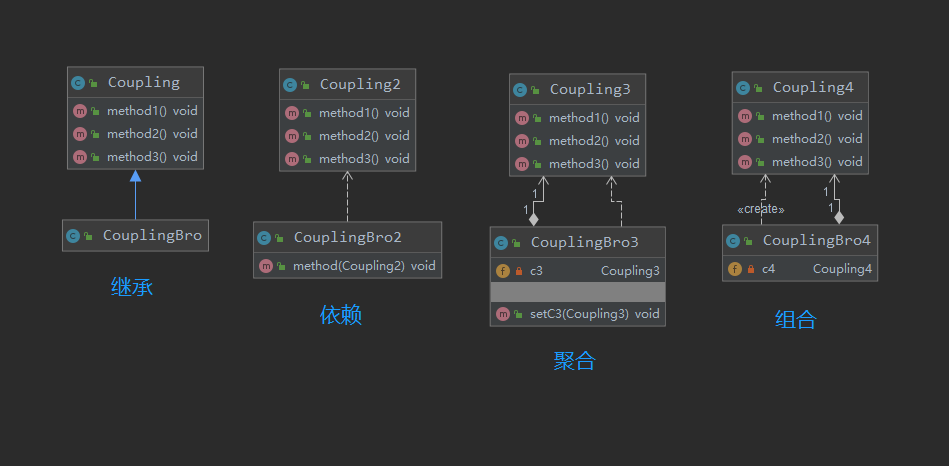 Coupling
method1() void
method2() void
method3() void
CouplingBro
继承
Coupling2
method1() void
method2() void
method3() void
CouplingBro2
method(Coupling2) void
依赖
Coupling3
method1() void
method2() void
method3() void
1
1
CouplingBro3
c3 Coupling3
setC3(Coupling3) void
聚合
Coupling4
method1() void
method2() void
method3() void
1
«create» 1
CouplingBro4
c4 Coupling4
组合